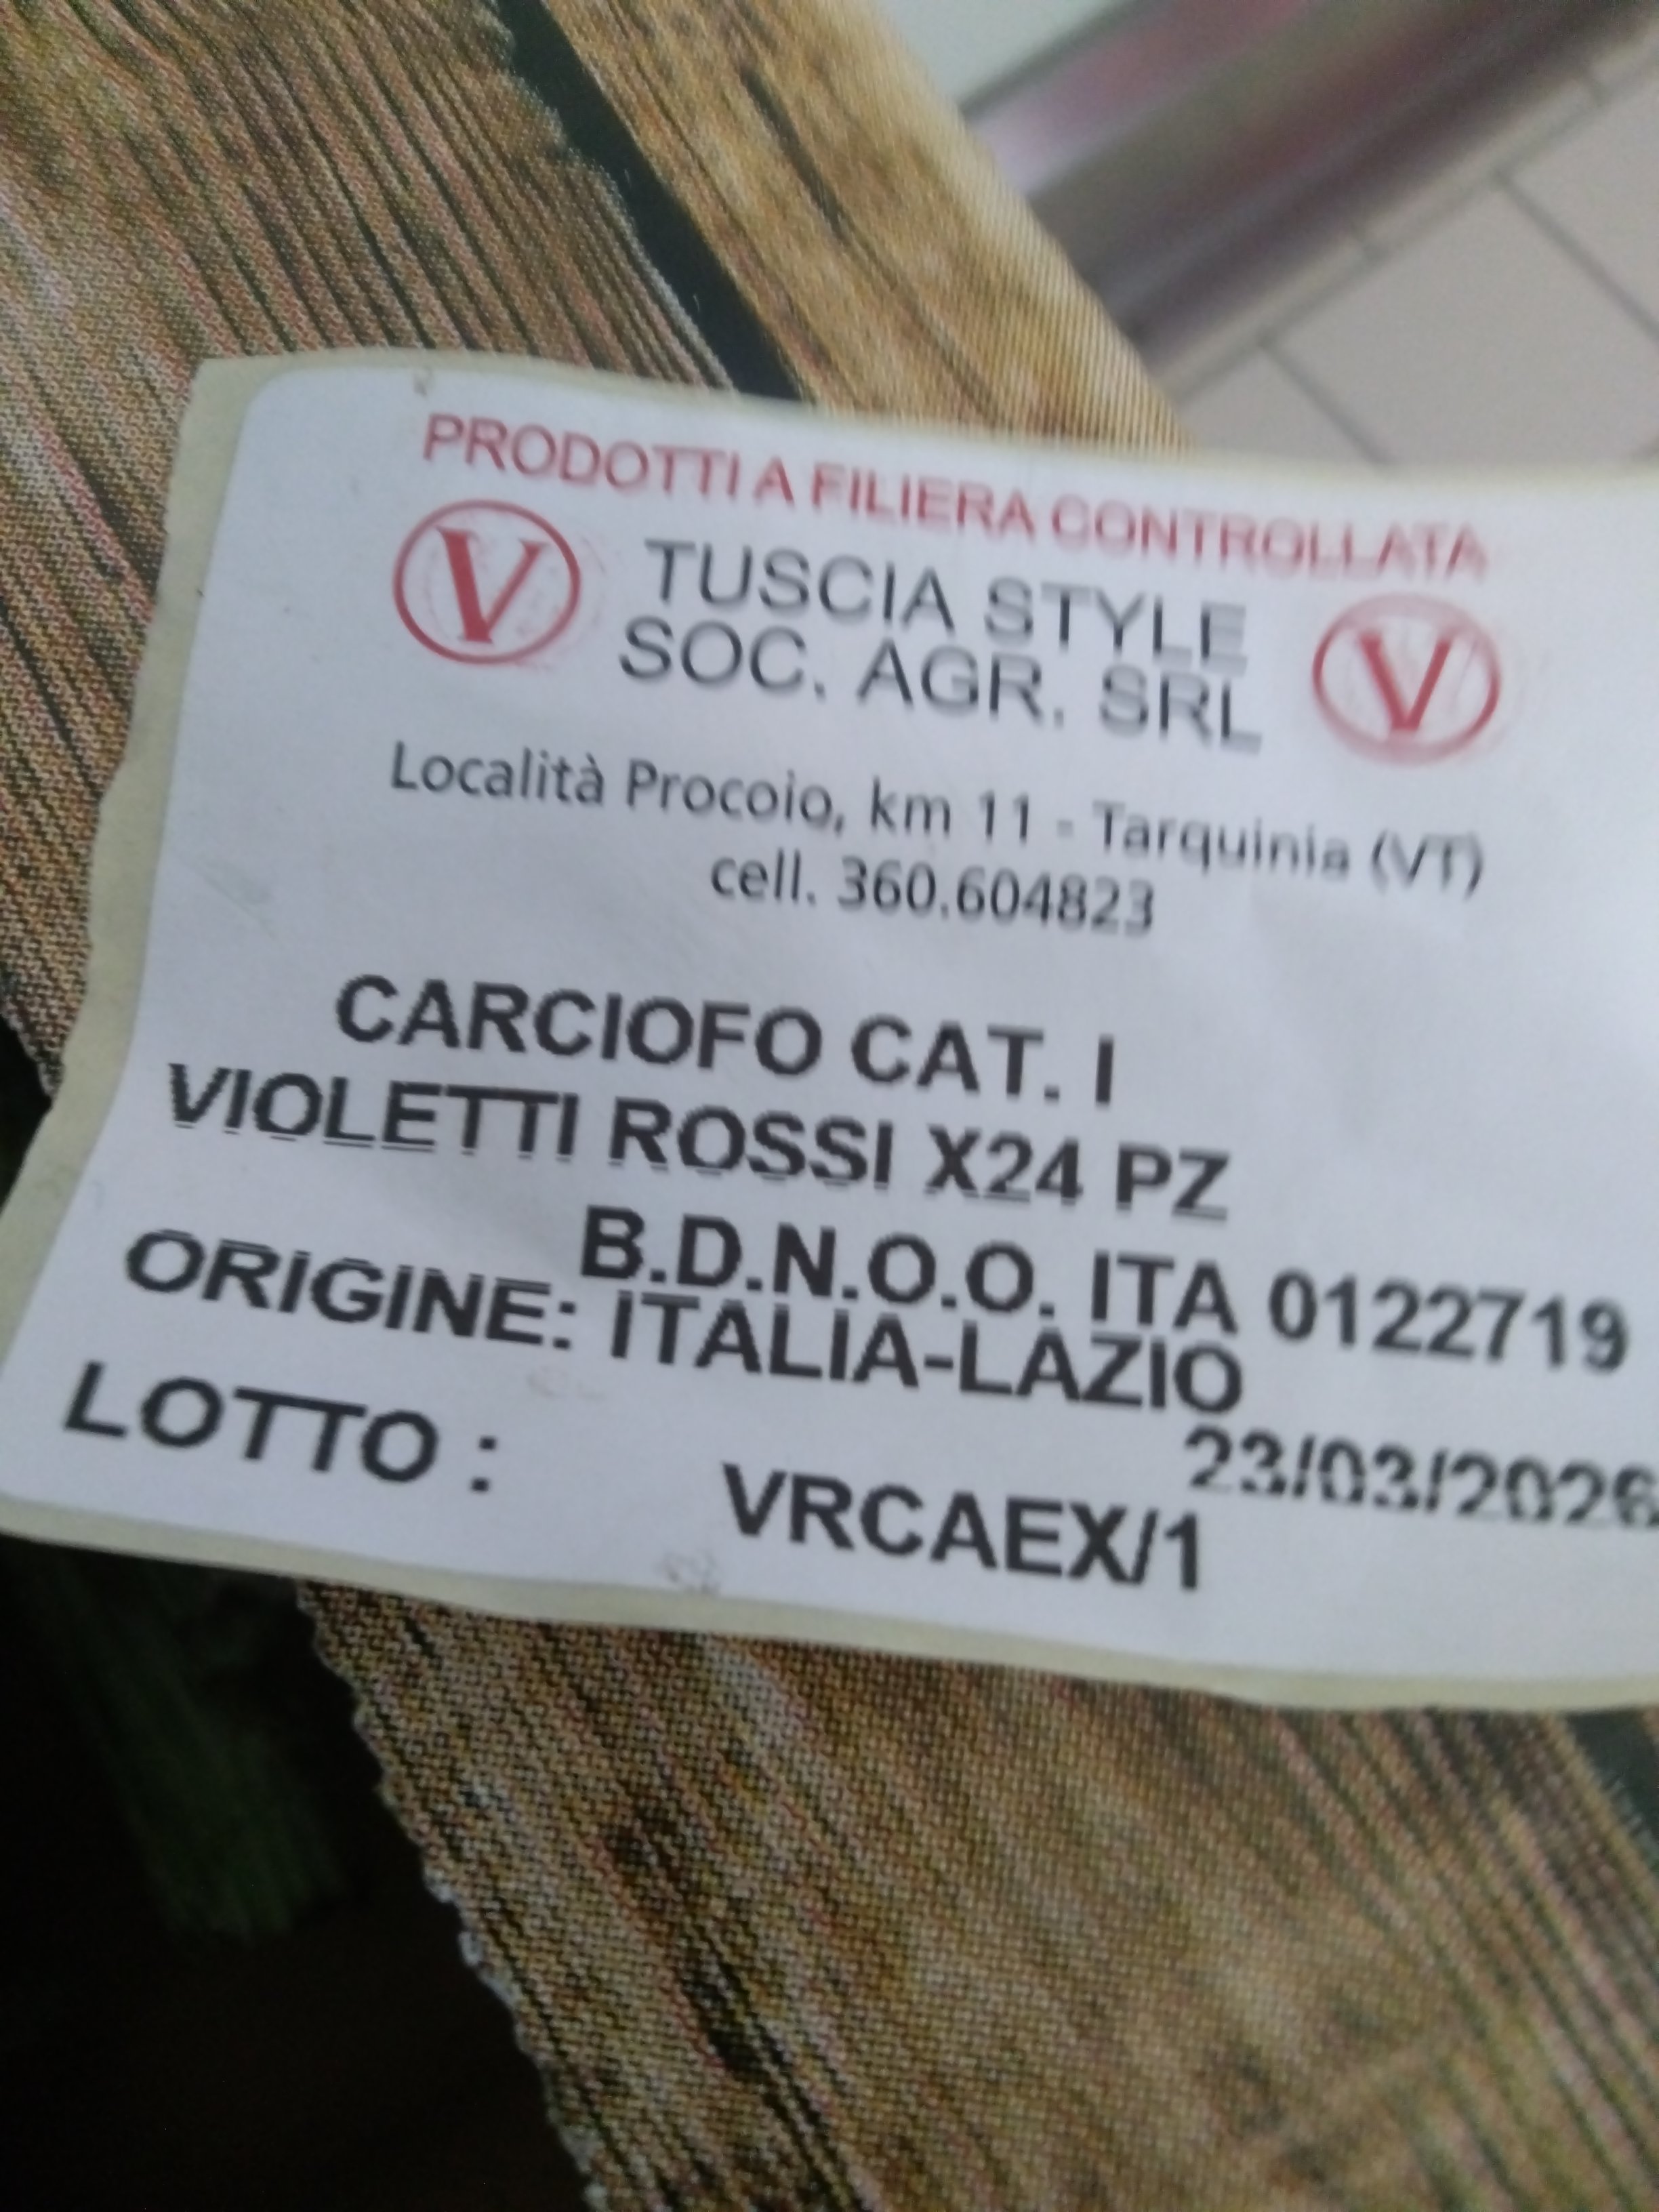 PRODOTTI A FILIERA CONTROLLATA
V TUSCIA STYLE V
SOC. AGR. SRL
Località Procoio, km 11 - Tarquinia (VT)
cell. 360.604823
CARCIOFO CAT. I
VIOLETTI ROSSI X24 PZ
B.D.N.O.O. ITA 0122719
ORIGINE: ITALIA-LAZIO
23/03/2026
LOTTO : VRCAEX/1